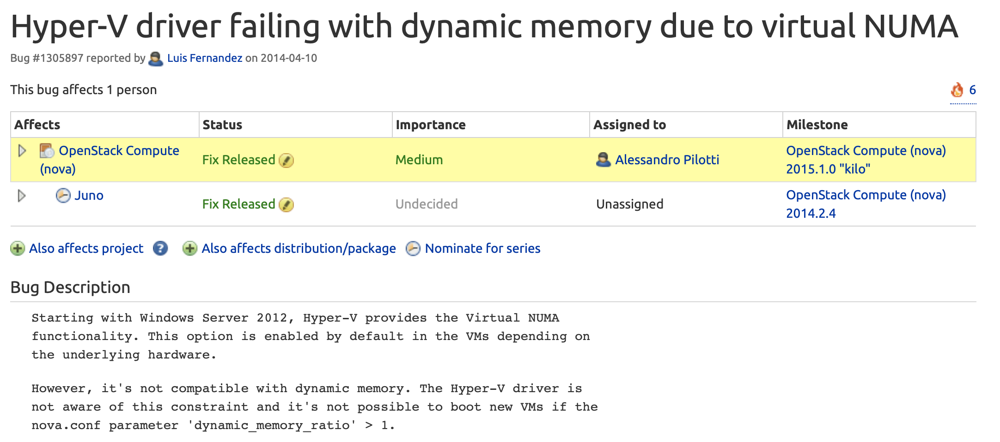 Hyper-V driver failing with dynamic memory due to virtual NUMA
Bug #1305897 reported by Luis Fernandez on 2014-04-10
This bug affects 1 person
6
Affects Status Importance Assigned to Milestone
OpenStack Compute
(nova)
Fix Released
Medium
Alessandro Pilotti
OpenStack Compute (nova)
2015.1.0 "kilo"
Juno
Fix Released
Undecided
Unassigned
OpenStack Compute (nova)
2014.2.4
Also affects project ? Also affects distribution/package Nominate for series
Bug Description
Starting with Windows Server 2012, Hyper-V provides the Virtual NUMA
functionality. This option is enabled by default in the VMs depending on
the underlying hardware.
However, it's not compatible with dynamic memory. The Hyper-V driver is
not aware of this constraint and it's not possible to boot new VMs if the
nova.conf parameter 'dynamic_memory_ratio' > 1.